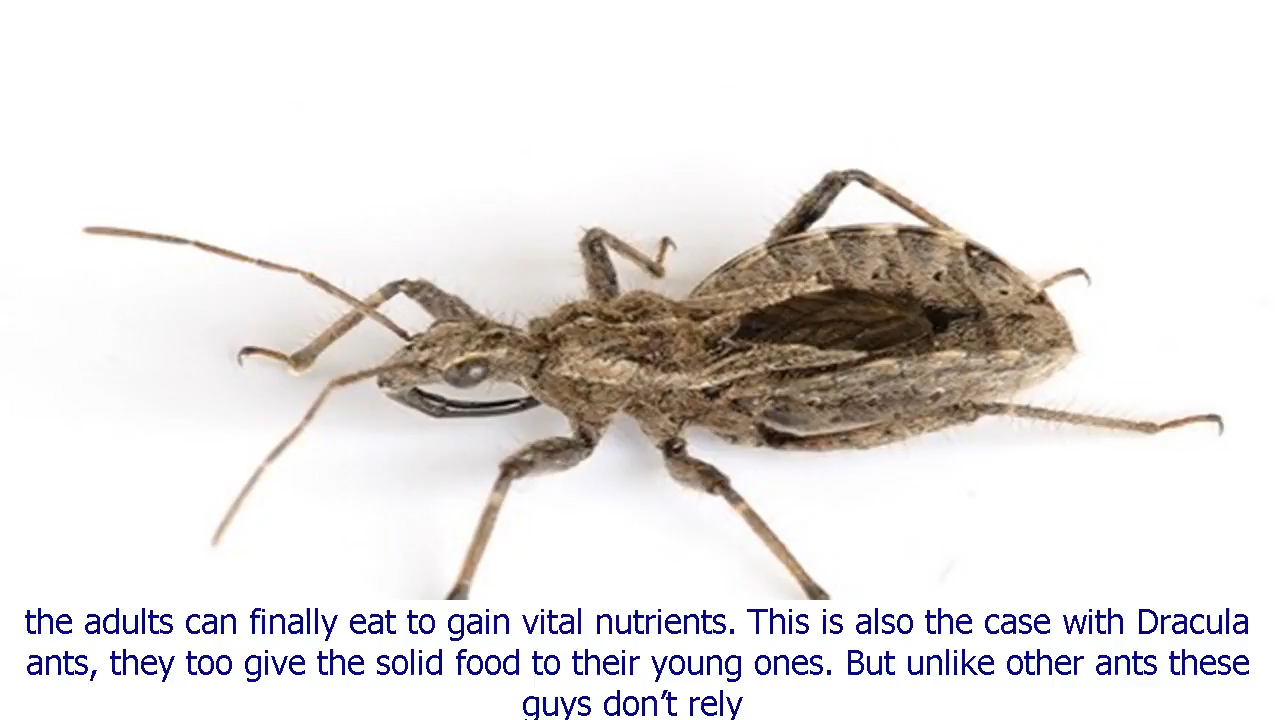 the adults can finally eat to gain vital nutrients. This is also the case with Dracula
ants, they too give the solid food to their young ones. But unlike other ants these
guys don’t rely